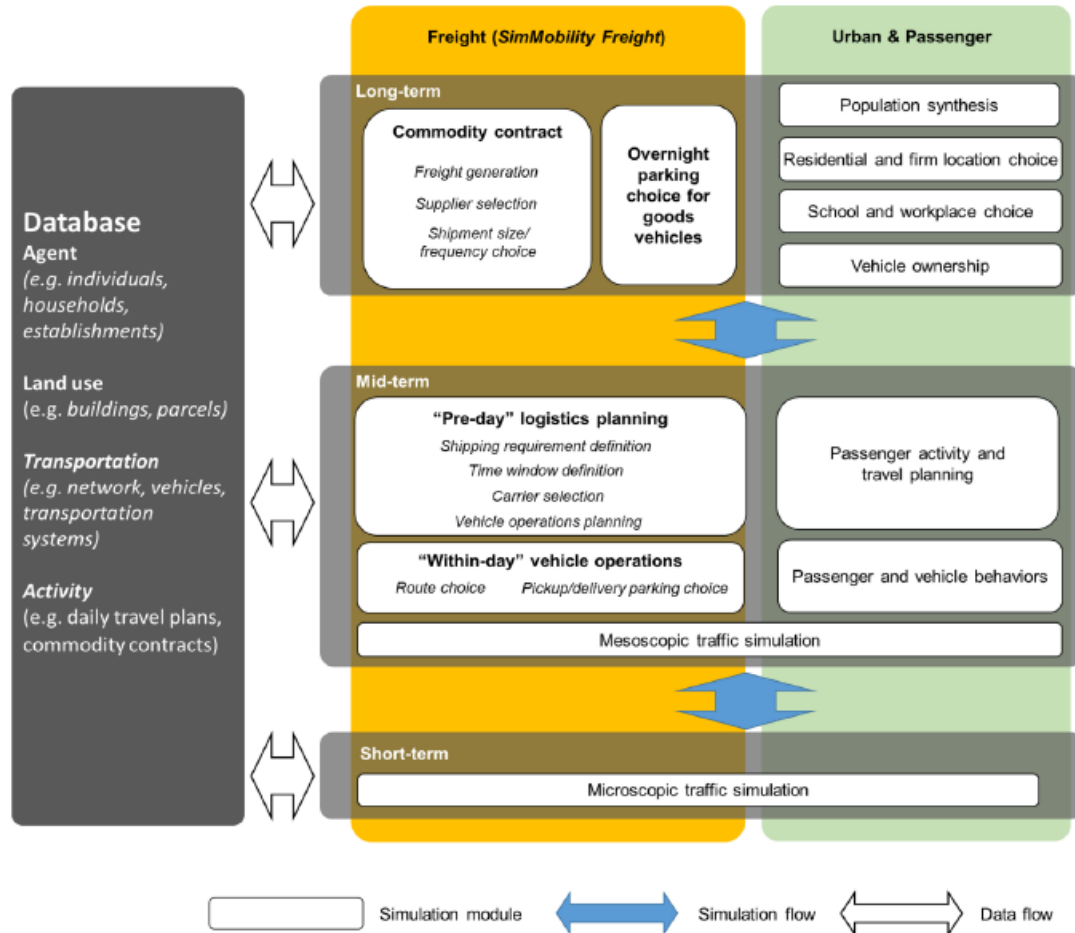 Freight (SimMobility Freight)
Urban & Passenger
Database
Agent
(e.g. individuals,
households,
establishments)
Land use
(e.g. buildings, parcels)
Transportation
(e.g. network, vehicles,
transportation
systems)
Activity
(e.g. daily travel plans,
commodity contracts)
Long-term
Commodity contract
Freight generation
Supplier selection
Shipment size/
frequency choice
Overnight
parking
choice for
goods
vehicles
Population synthesis
Residential and firm location choice
School and workplace choice
Vehicle ownership
Mid-term
“Pre-day” logistics planning
Shipping requirement definition
Time window definition
Carrier selection
Vehicle operations planning
Passenger activity and
travel planning
“Within-day” vehicle operations
Route choice
Pickup/delivery parking choice
Passenger and vehicle behaviors
Mesoscopic traffic simulation
Short-term
Microscopic traffic simulation
Simulation module
Simulation flow
Data flow